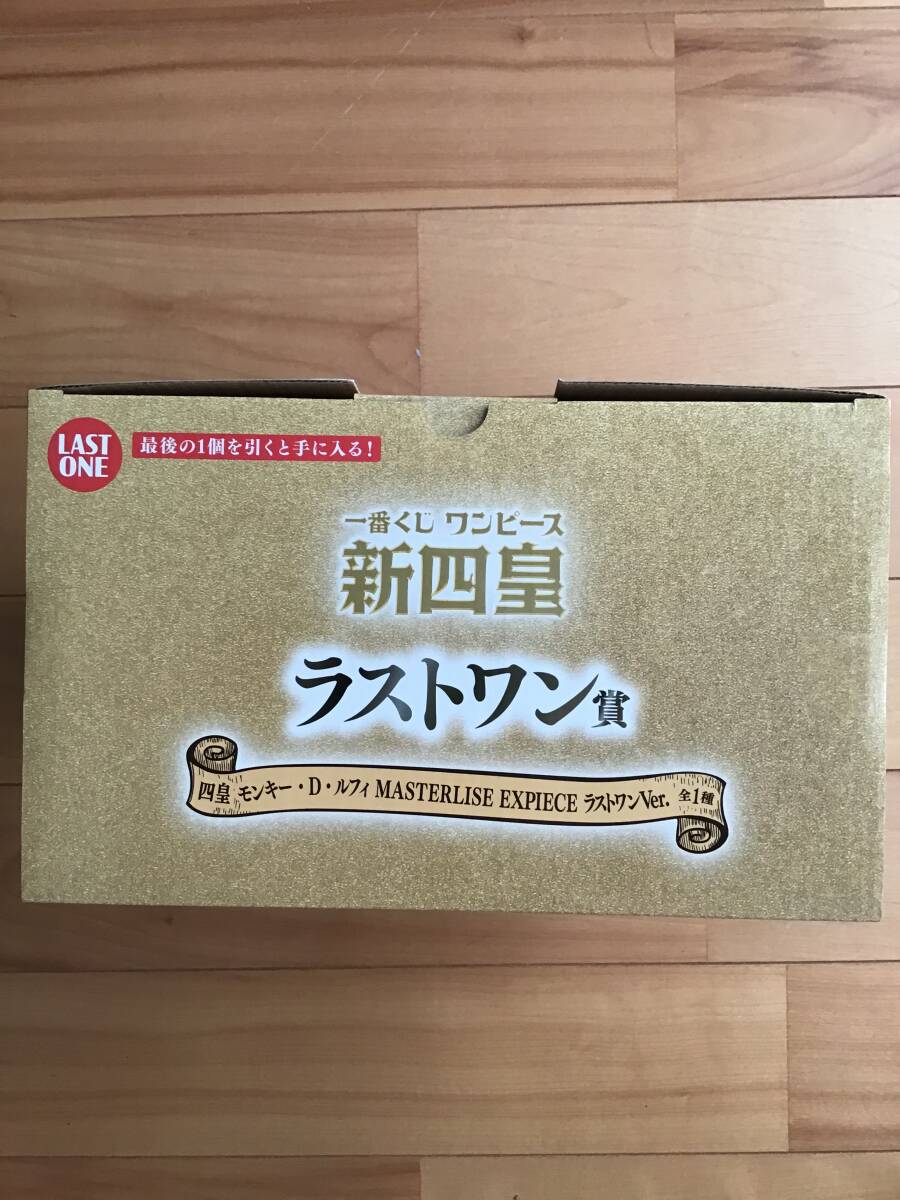 LAST
ONE
最後の1個を引くと手に入る!
一番くじ ワンピース
新四皇
ラストワン賞
四皇 モンキー・D・ルフィ MASTERLISE EXPIECE ラストワンVer. 全1種